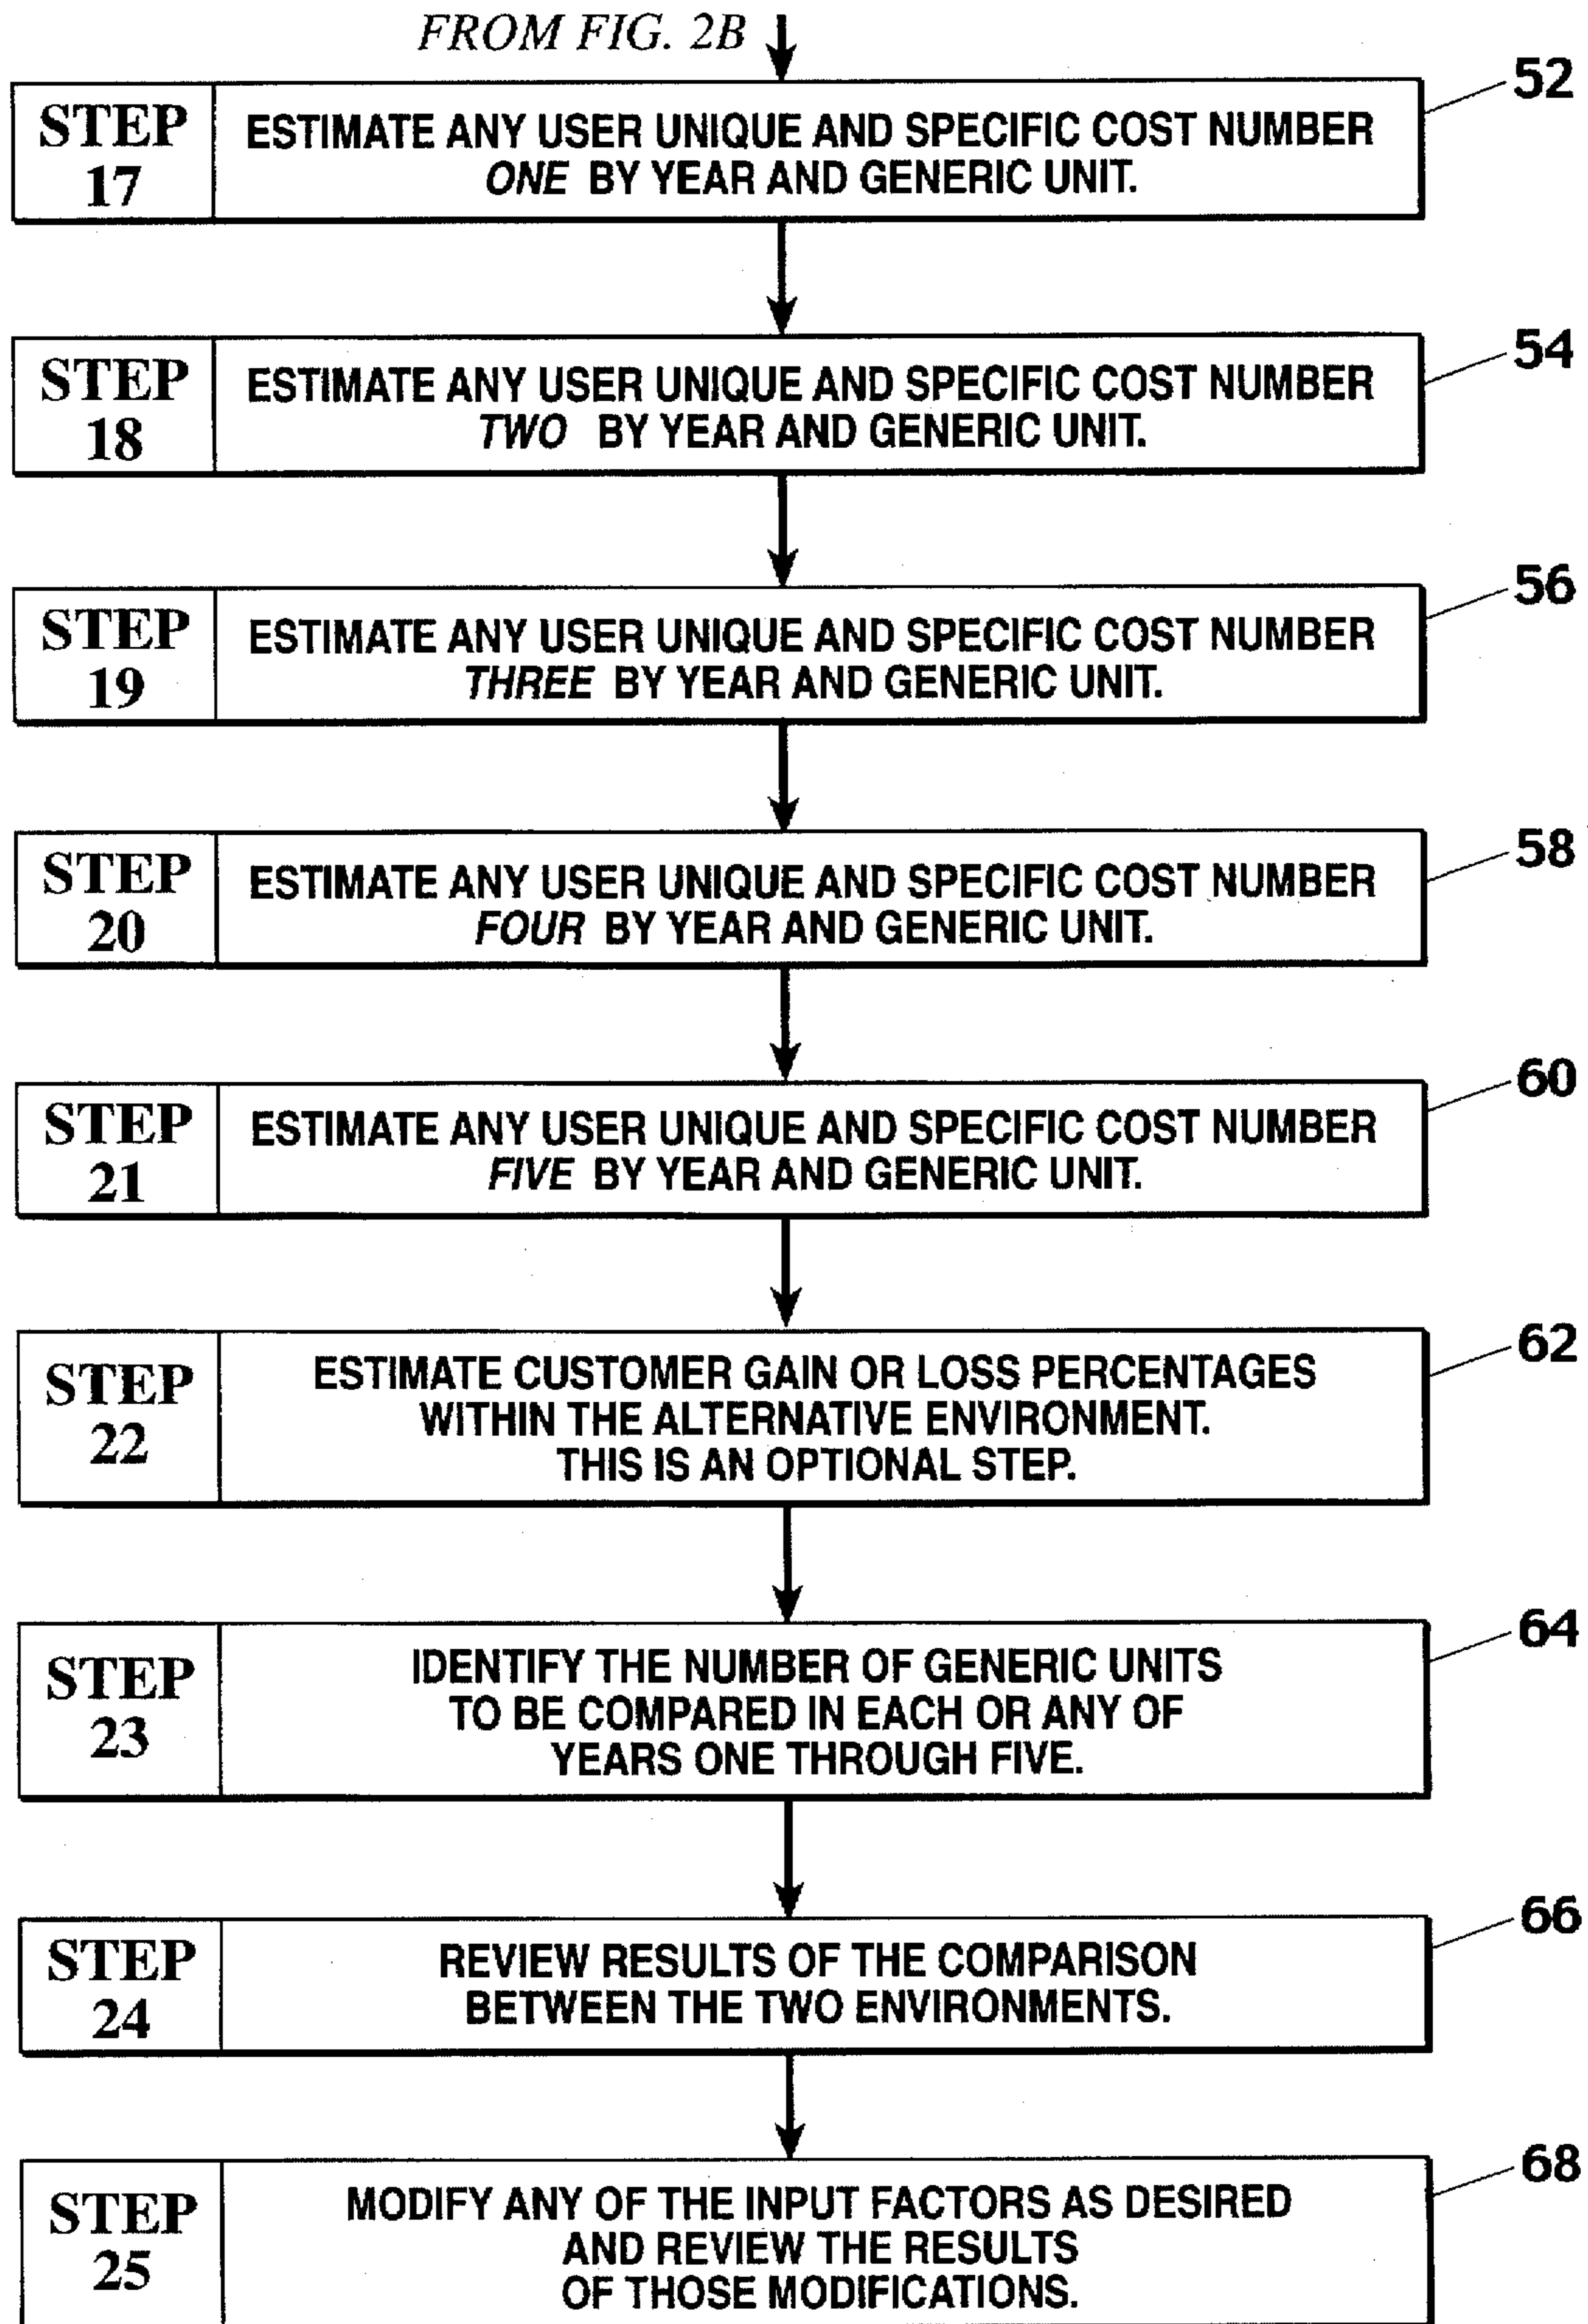 FROM FIG. 2B
52
STEP
17
ESTIMATE ANY USER UNIQUE AND SPECIFIC COST NUMBER
ONE BY YEAR AND GENERIC UNIT.
54
STEP
18
ESTIMATE ANY USER UNIQUE AND SPECIFIC COST NUMBER
TWO BY YEAR AND GENERIC UNIT.
56
STEP
19
ESTIMATE ANY USER UNIQUE AND SPECIFIC COST NUMBER
THREE BY YEAR AND GENERIC UNIT.
58
STEP
20
ESTIMATE ANY USER UNIQUE AND SPECIFIC COST NUMBER
FOUR BY YEAR AND GENERIC UNIT.
60
STEP
21
ESTIMATE ANY USER UNIQUE AND SPECIFIC COST NUMBER
FIVE BY YEAR AND GENERIC UNIT.
62
STEP
22
ESTIMATE CUSTOMER GAIN OR LOSS PERCENTAGES
WITHIN THE ALTERNATIVE ENVIRONMENT.
THIS IS AN OPTIONAL STEP.
64
STEP
23
IDENTIFY THE NUMBER OF GENERIC UNITS
TO BE COMPARED IN EACH OR ANY OF
YEARS ONE THROUGH FIVE.
66
STEP
24
REVIEW RESULTS OF THE COMPARISON
BETWEEN THE TWO ENVIRONMENTS.
68
STEP
25
MODIFY ANY OF THE INPUT FACTORS AS DESIRED
AND REVIEW THE RESULTS
OF THOSE MODIFICATIONS.